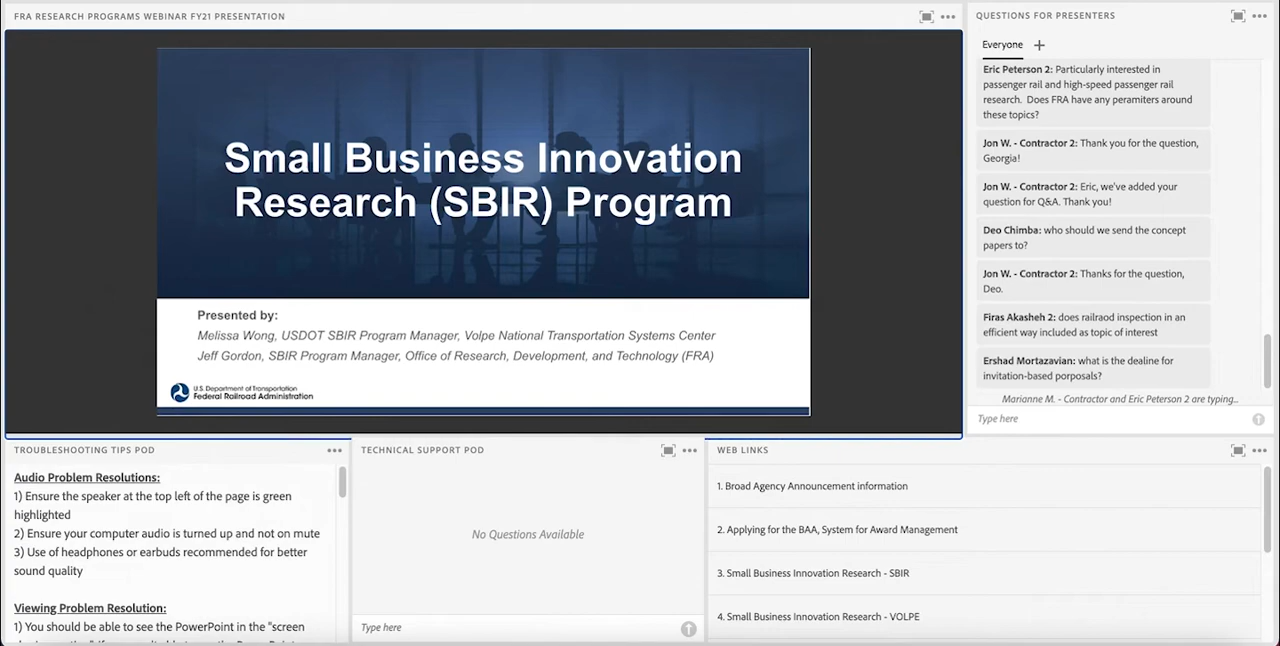 FRA RESEARCH PROGRAMS WEBINAR FY21 PRESENTATION
Small Business Innovation
Research (SBIR) Program
Presented by:
Melissa Wong, USDOT SBIR Program Manager, Volpe National Transportation Systems Center
Jeff Gordon, SBIR Program Manager, Office of Research, Development, and Technology (FRA)
U.S. Department of Transportation
Federal Railroad Administration
QUESTIONS FOR PRESENTERS
Everyone +
Eric Peterson 2: Particularly interested in
passenger rail and high-speed passenger rail
research. Does FRA have any peramiters around
these topics?
Jon W. - Contractor 2: Thank you for the question,
Georgia!
Jon W. - Contractor 2: Eric, we've added your
question for Q&A. Thank you!
Deo Chimba: who should we send the concept
papers to?
Jon W. - Contractor 2: Thanks for the question,
Deo.
Firas Akasheh 2: does railraod inspection in an
efficient way included as topic of interest
Ershad Mortazavian: what is the dealine for
invitation-based porposals?
Marianne M. - Contractor and Eric Peterson 2 are typing...
Type here
TROUBLESHOOTING TIPS POD
Audio Problem Resolutions:
1) Ensure the speaker at the top left of the page is green
highlighted
2) Ensure your computer audio is turned up and not on mute
3) Use of headphones or earbuds recommended for better
sound quality
Viewing Problem Resolution:
1) You should be able to see the PowerPoint in the "screen
TECHNICAL SUPPORT POD
No Questions Available
Type here
WEB LINKS
1. Broad Agency Announcement information
2. Applying for the BAA, System for Award Management
3. Small Business Innovation Research - SBIR
4. Small Business Innovation Research - VOLPE